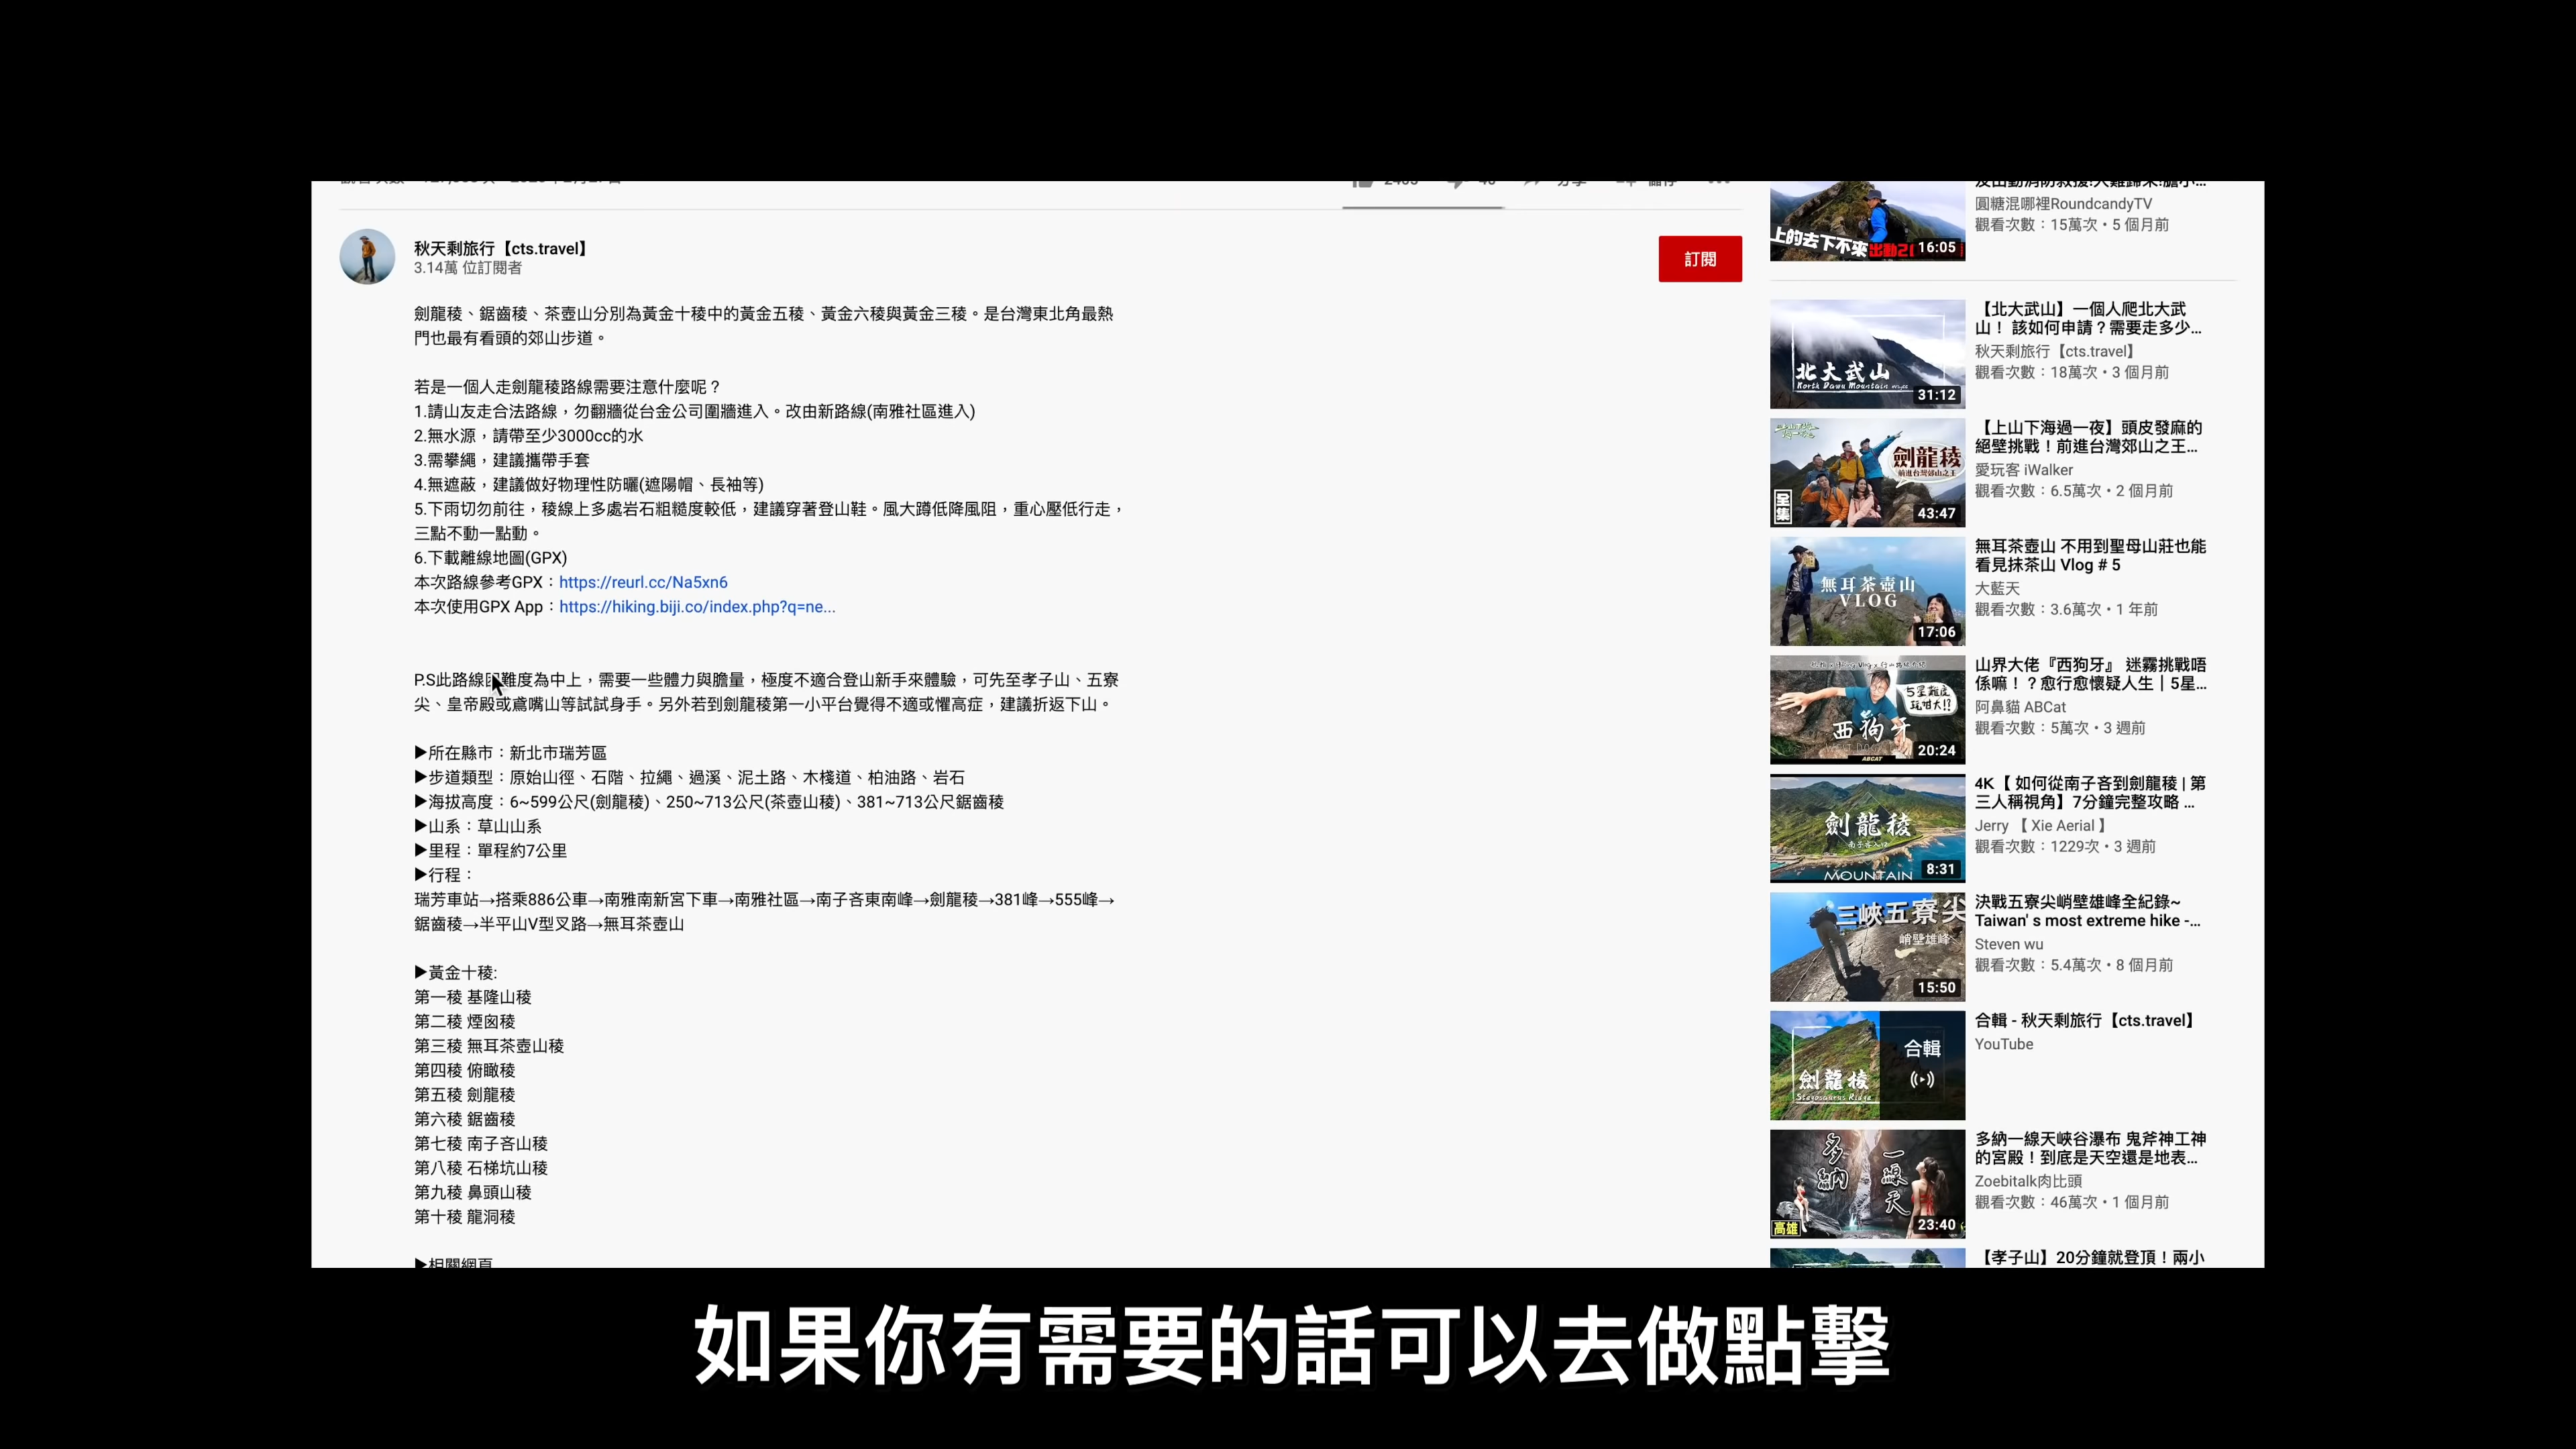 秋天剩旅行【cts.travel】
3.14萬 位訂閱者
訂閱
劍龍稜、鋸齒稜、茶壺山分別為黃金十稜中的黃金五稜、黃金六稜與黃金三稜。是台灣東北角最熱
門也最有看頭的郊山步道。
若是一個人走劍龍稜路線需要注意什麼呢？
1.請山友走合法路線，勿翻牆從台金公司圍牆進入。改由新路線(南雅社區進入)
2.無水源，請帶至少3000cc的水
3.需攀繩，建議攜帶手套
4.無遮蔽，建議做好物理性防曬(遮陽帽、長袖等)
5.下雨切勿前往，稜線上多處岩石粗糙度較低，建議穿著登山鞋。風大蹲低降風阻，重心壓低行走，
三點不動一點動。
6.下載離線地圖(GPX)
本次路線參考GPX：https://reurl.cc/Na5xn6
本次使用GPX App：https://hiking.biji.co/index.php?q=ne...
P.S此路線困難度為中上，需要一些體力與膽量，極度不適合登山新手來體驗，可先至孝子山、五寮
尖、皇帝殿或鳶嘴山等試試身手。另外若到劍龍稜第一小平台覺得不適或懼高症，建議折返下山。
▶所在縣市：新北市瑞芳區
▶步道類型：原始山徑、石階、拉繩、過溪、泥土路、木棧道、柏油路、岩石
▶海拔高度：6~599公尺(劍龍稜)、250~713公尺(茶壺山稜)、381~713公尺鋸齒稜
▶山系：草山山系
▶里程：單程約7公里
▶行程：
瑞芳車站→搭乘886公車→南雅南新宮下車→南雅社區→南子吝東南峰→劍龍稜→381峰→555峰→
鋸齒稜→半平山V型叉路→無耳茶壺山
▶黃金十稜:
第一稜 基隆山稜
第二稜 煙囪稜
第三稜 無耳茶壺山稜
第四稜 俯瞰稜
第五稜 劍龍稜
第六稜 鋸齒稜
第七稜 南子吝山稜
第八稜 石梯坑山稜
第九稜 鼻頭山稜
第十稜 龍洞稜
▶相關網頁
上的去下不來
16:05
圓糖混哪裡RoundcandyTV
觀看次數：15萬次・5 個月前
北大武山
North Dawu Mountain
31:12
【北大武山】一個人爬北大武
山！ 該如何申請？需要走多少...
秋天剩旅行【cts.travel】
觀看次數：18萬次・3 個月前
劍龍稜
前進台灣郊山之王
全集
43:47
【上山下海過一夜】頭皮發麻的
絕壁挑戰！前進台灣郊山之王...
愛玩客 iWalker
觀看次數：6.5萬次・2 個月前
無耳茶壺山
VLOG
17:06
無耳茶壺山 不用到聖母山莊也能
看見抹茶山 Vlog # 5
大藍天
觀看次數：3.6萬次・1 年前
5星難度
玩咁大!?
西狗牙
ABCAT
20:24
山界大佬『西狗牙』 迷霧挑戰唔
係嘛！？愈行愈懷疑人生｜5星...
阿鼻貓 ABCat
觀看次數：5萬次・3 週前
劍龍稜
MOUNTAIN
8:31
4K【 如何從南子吝到劍龍稜 | 第
三人稱視角】7分鐘完整攻略 ...
Jerry 【 Xie Aerial 】
觀看次數：1229次・3 週前
三峽五寮尖
峭壁雄峰
15:50
決戰五寮尖峭壁雄峰全紀錄~
Taiwan' s most extreme hike -...
Steven wu
觀看次數：5.4萬次・8 個月前
劍龍稜
Stegosaurus Ridge
合輯
合輯 - 秋天剩旅行【cts.travel】
YouTube
多納
一線天
高雄
23:40
多納一線天峽谷瀑布 鬼斧神工神
的宮殿！到底是天空還是地表...
Zoebitalk肉比頭
觀看次數：46萬次・1 個月前
【孝子山】20分鐘就登頂！兩小
如果你有需要的話可以去做點擊